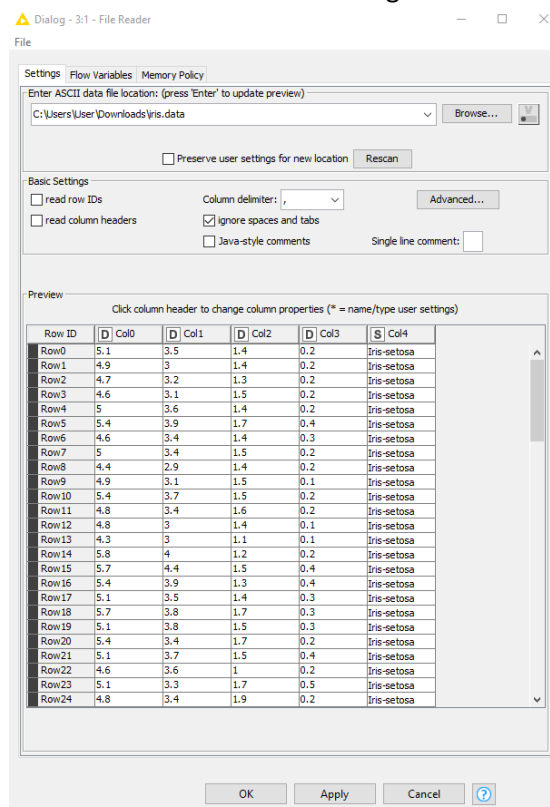 Dialog - 3:1 - File Reader
File
Settings Flow Variables Memory Policy
Enter ASCII data file location: (press 'Enter' to update preview)
C:\Users\User\Downloads\iris.data Browse...
Preserve user settings for new location Rescan
Basic Settings
read row IDs Column delimiter: , Advanced...
read column headers ignore spaces and tabs
Java-style comments Single line comment:
Preview
Click column header to change column properties (* = name/type user settings)
Row ID D Col0 D Col1 D Col2 D Col3 S Col4
Row0 5.1 3.5 1.4 0.2 Iris-setosa
Row1 4.9 3 1.4 0.2 Iris-setosa
Row2 4.7 3.2 1.3 0.2 Iris-setosa
Row3 4.6 3.1 1.5 0.2 Iris-setosa
Row4 5 3.6 1.4 0.2 Iris-setosa
Row5 5.4 3.9 1.7 0.4 Iris-setosa
Row6 4.6 3.4 1.4 0.3 Iris-setosa
Row7 5 3.4 1.5 0.2 Iris-setosa
Row8 4.4 2.9 1.4 0.2 Iris-setosa
Row9 4.9 3.1 1.5 0.1 Iris-setosa
Row10 5.4 3.7 1.5 0.2 Iris-setosa
Row11 4.8 3.4 1.6 0.2 Iris-setosa
Row12 4.8 3 1.4 0.1 Iris-setosa
Row13 4.3 3 1.1 0.1 Iris-setosa
Row14 5.8 4 1.2 0.2 Iris-setosa
Row15 5.7 4.4 1.5 0.4 Iris-setosa
Row16 5.4 3.9 1.3 0.4 Iris-setosa
Row17 5.1 3.5 1.4 0.3 Iris-setosa
Row18 5.7 3.8 1.7 0.3 Iris-setosa
Row19 5.1 3.8 1.5 0.3 Iris-setosa
Row20 5.4 3.4 1.7 0.2 Iris-setosa
Row21 5.1 3.7 1.5 0.4 Iris-setosa
Row22 4.6 3.6 1 0.2 Iris-setosa
Row23 5.1 3.3 1.7 0.5 Iris-setosa
Row24 4.8 3.4 1.9 0.2 Iris-setosa
OK Apply Cancel ?